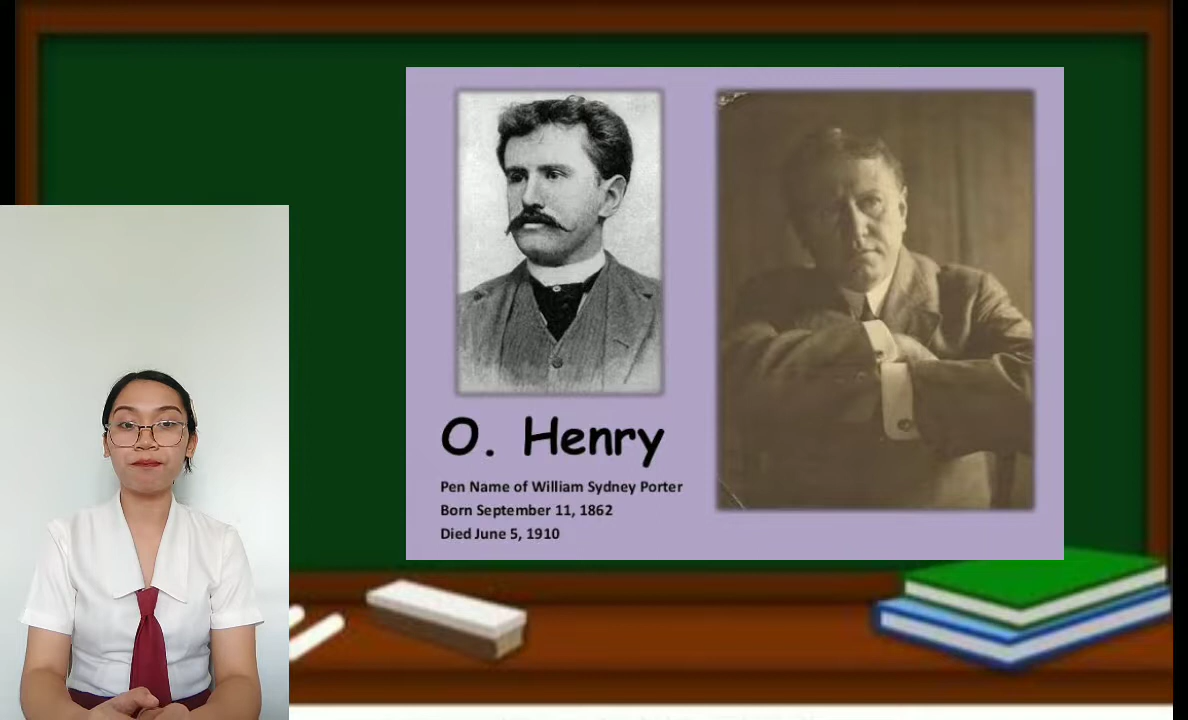 O. Henry
Pen Name of William Sydney Porter
Born September 11, 1862
Died June 5, 1910